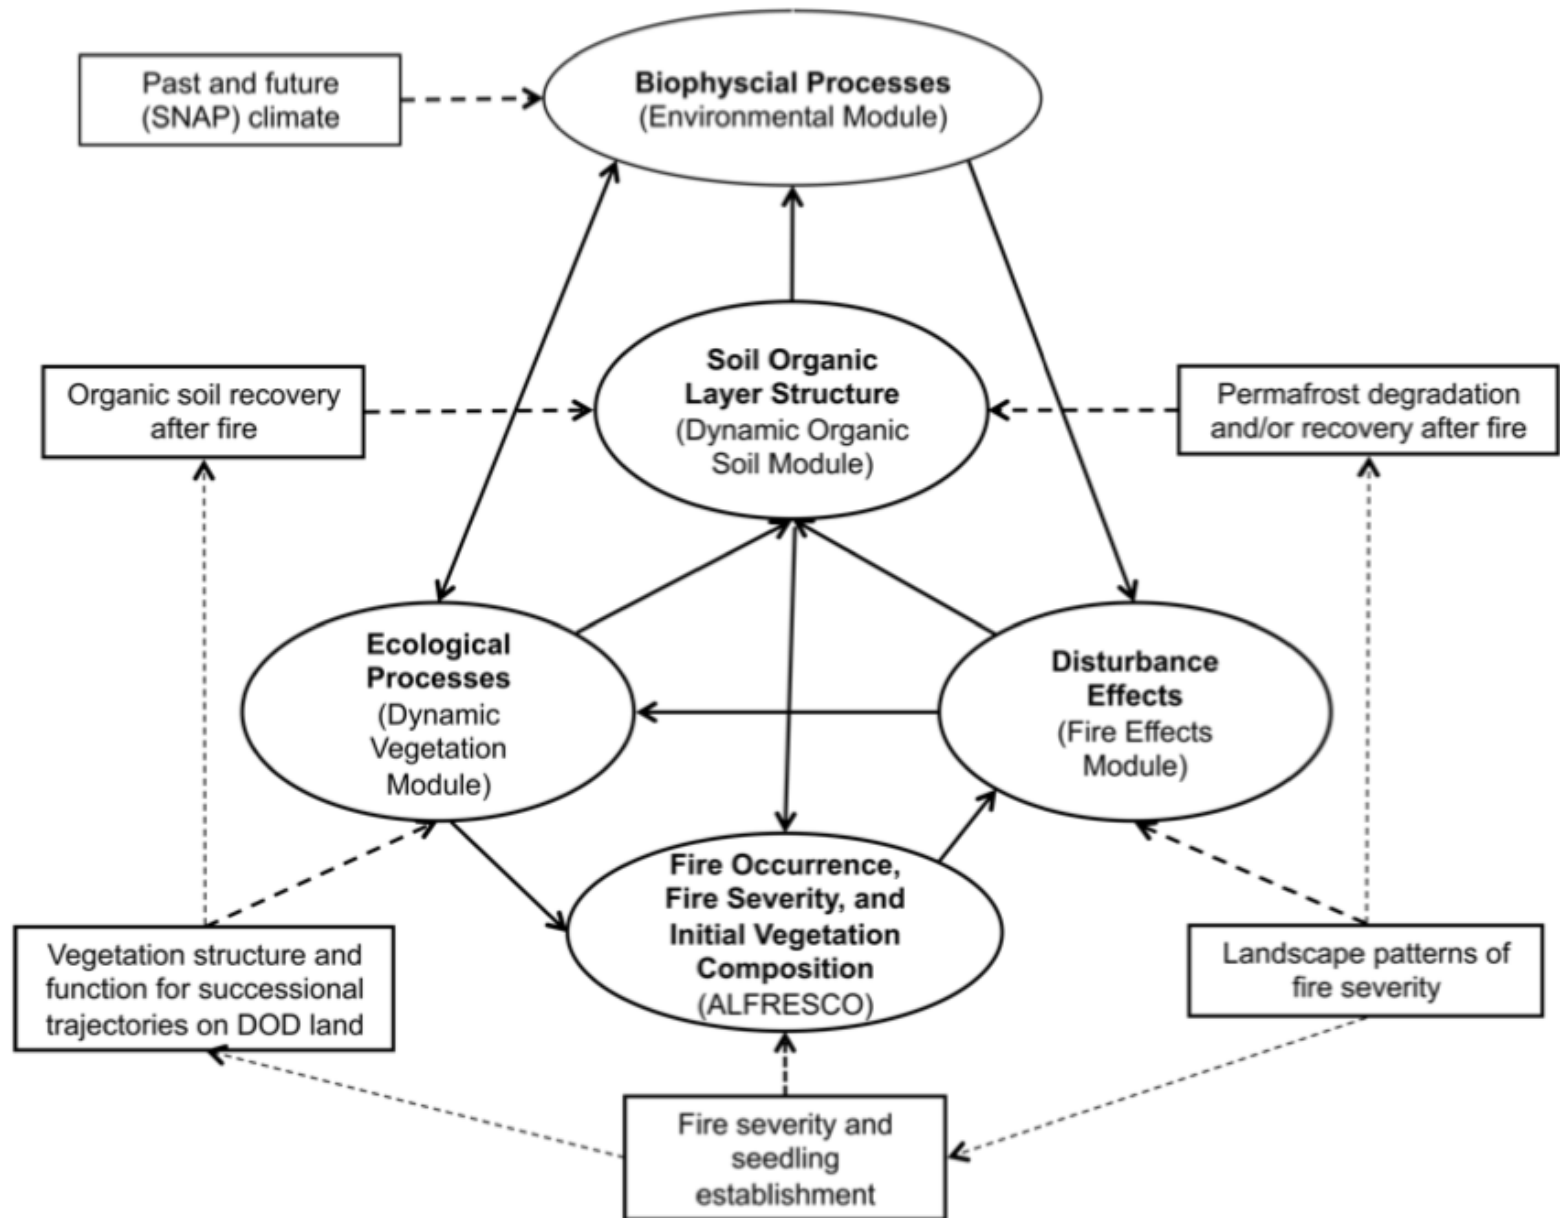 Past and future
(SNAP) climate
Biophyscial Processes
(Environmental Module)
Organic soil recovery
after fire
Soil Organic
Layer Structure
(Dynamic Organic
Soil Module)
Permafrost degradation
and/or recovery after fire
Ecological
Processes
(Dynamic
Vegetation
Module)
Disturbance
Effects
(Fire Effects
Module)
Fire Occurrence,
Fire Severity, and
Initial Vegetation
Composition
(ALFRESCO)
Vegetation structure and
function for successional
trajectories on DOD land
Landscape patterns of
fire severity
Fire severity and
seedling
establishment